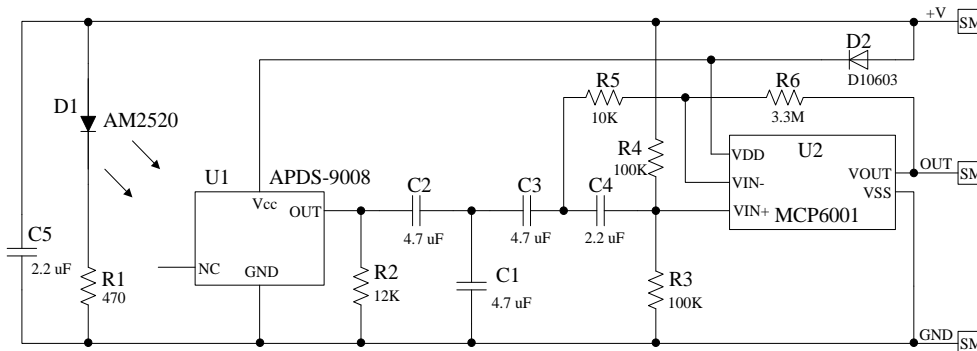 +V
SM
D2
D10603
R5
10K
R6
3.3M
D1
AM2520
U2
R4
100K
VDD
VOUT
OUT
SM
U1
APDS-9008
C2
C3
C4
VIN-
VSS
Vcc
OUT
VIN+
MCP6001
4.7 uF
4.7 uF
2.2 uF
C5
2.2 uF
R1
470
NC
GND
R2
12K
C1
4.7 uF
R3
100K
GND
SM